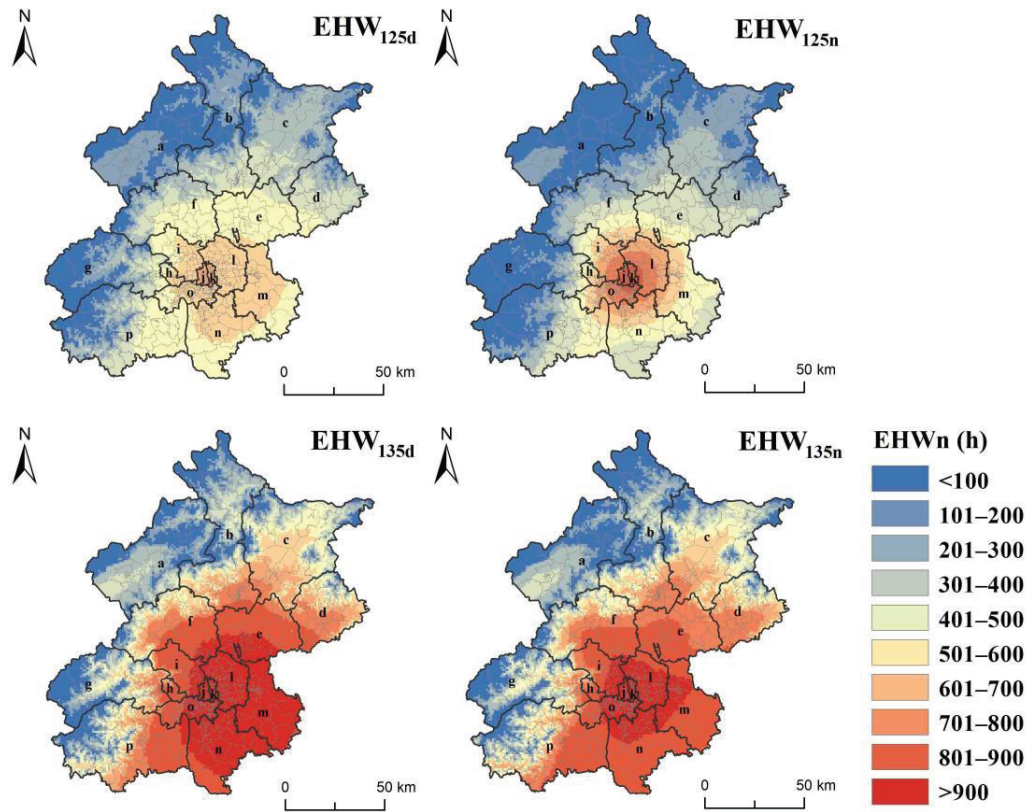 N
EHW125d
b
c
a
d
f
e
i
g
h
j
k
l
m
o
n
p
0 50 km
N
EHW125n
b
c
a
d
f
e
i
g
h
j
k
l
m
o
n
p
0 50 km
N
EHW135d
b
c
a
d
f
e
i
g
h
j
k
l
m
o
n
p
0 50 km
N
EHW135n
b
c
a
d
f
e
i
g
h
j
k
l
m
o
n
p
0 50 km
EHWn (h)
<100
101–200
201–300
301–400
401–500
501–600
601–700
701–800
801–900
>900